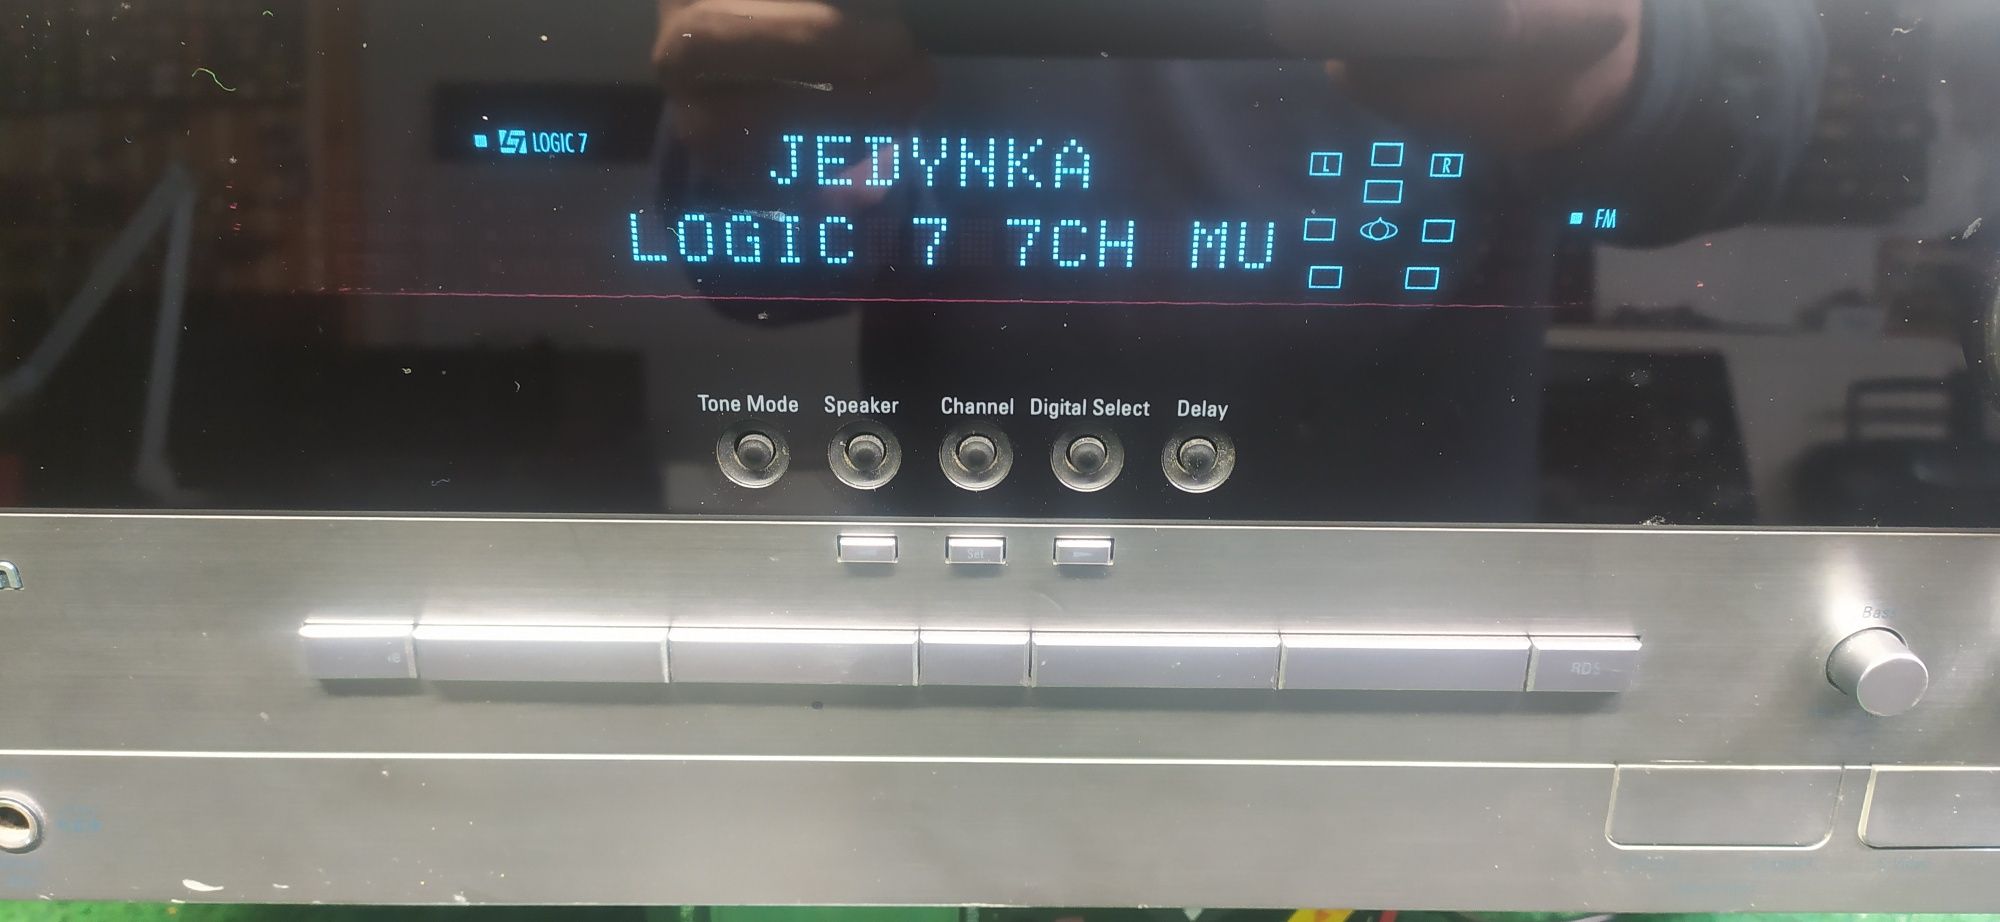 LOGIC 7
JEDYNKA
LOGIC 7 7CH MU
L
R
FM
Tone Mode Speaker Channel Digital Select Delay
Set
RDS
Bass